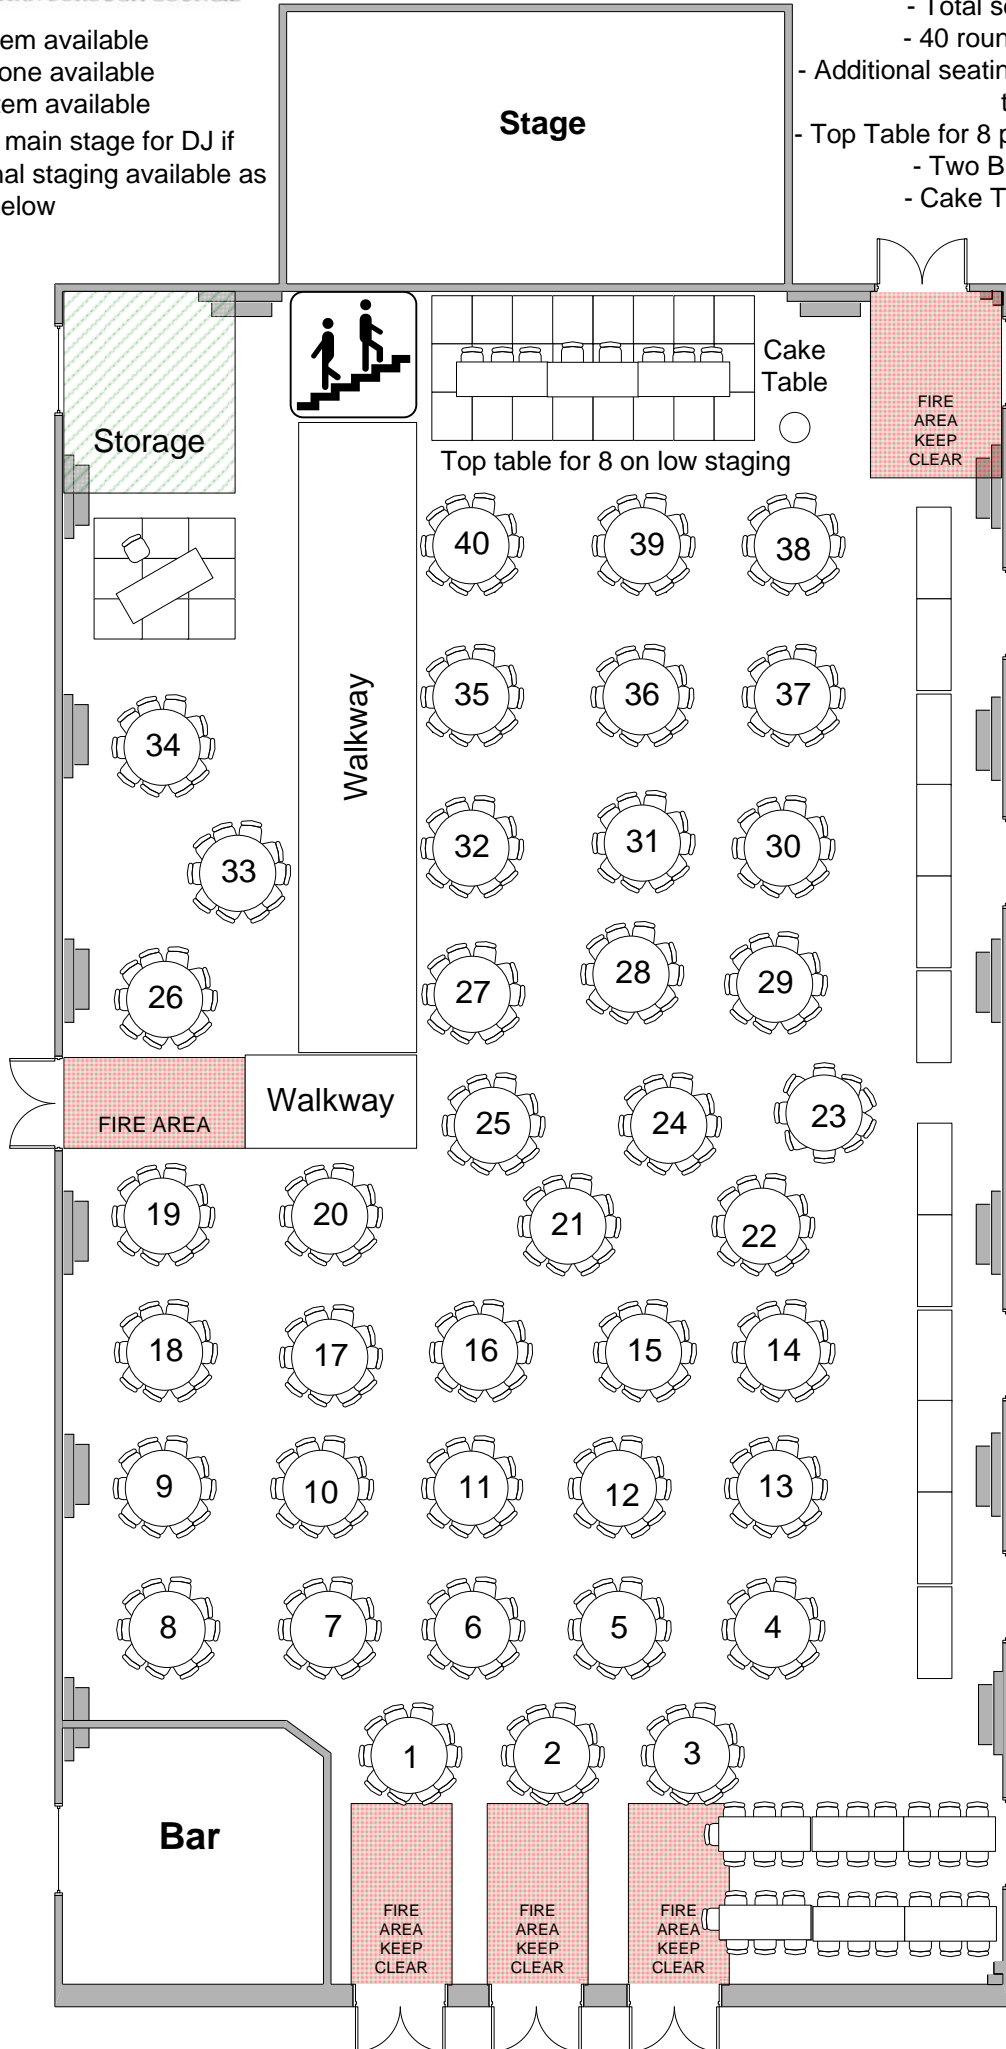 em available
one available
tem available
main stage for DJ if
nal staging available as
elow
- Total se
- 40 roun
- Additional seatin
t
- Top Table for 8 p
- Two B
- Cake T
Stage
Storage
Cake
Table
FIRE
AREA
KEEP
CLEAR
Top table for 8 on low staging
40
39
38
Walkway
35
36
37
34
32
31
30
33
27
28
29
26
FIRE AREA
Walkway
25
24
23
19
20
21
22
18
17
16
15
14
9
10
11
12
13
8
7
6
5
4
1
2
3
Bar
FIRE
AREA
KEEP
CLEAR
FIRE
AREA
KEEP
CLEAR
FIRE
AREA
KEEP
CLEAR